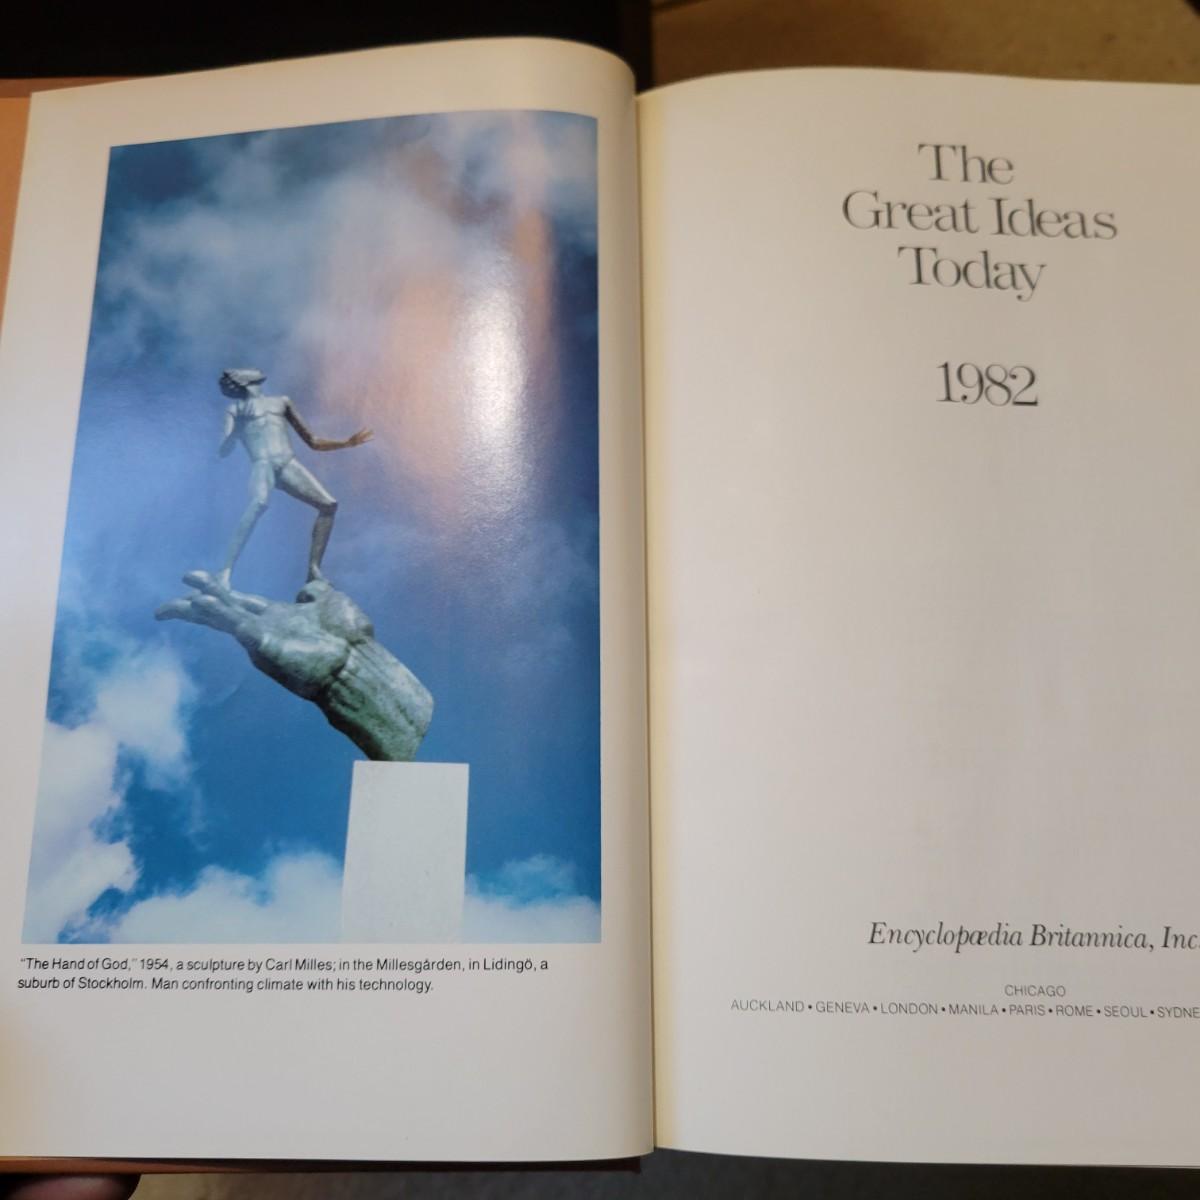 "The Hand of God," 1954, a sculpture by Carl Milles; in the Millesgården, in Lidingö, a
suburb of Stockholm. Man confronting climate with his technology.
The
Great Ideas
Today
1982
Encyclopædia Britannica, Inc.
CHICAGO
AUCKLAND • GENEVA • LONDON • MANILA • PARIS • ROME • SEOUL • SYDNE